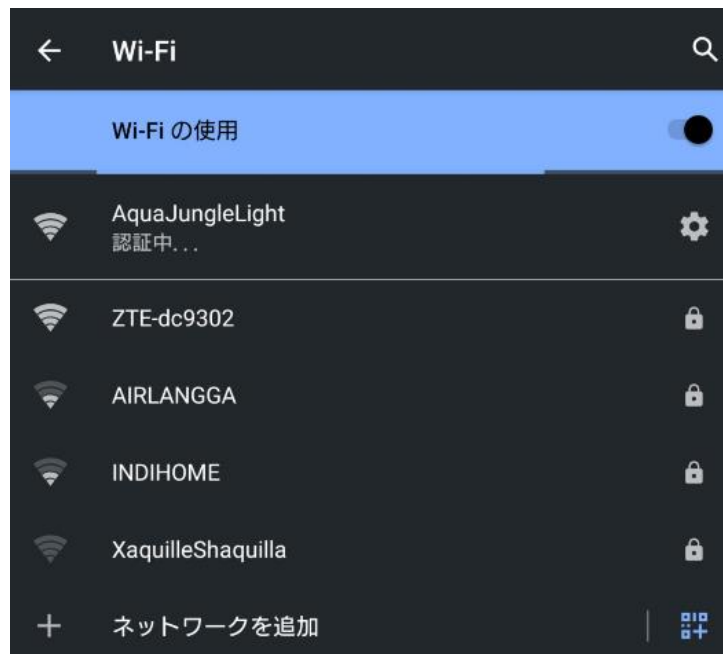 Wi-Fi
Wi-Fi の使用
AquaJungleLight
認証中...
ZTE-dc9302
AIRLANGGA
INDIHOME
XaquilleShaquilla
ネットワークを追加